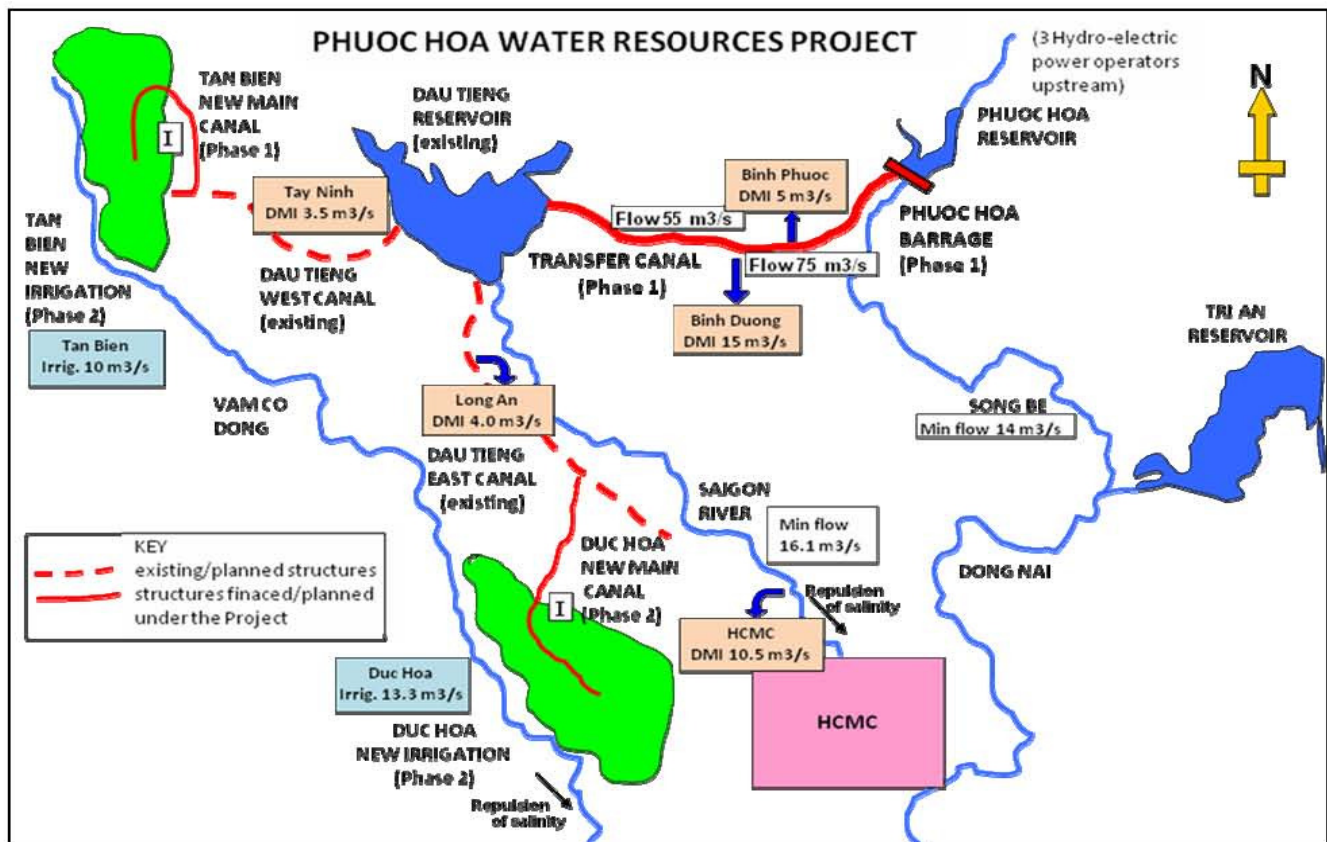 PHUOC HOA WATER RESOURCES PROJECT
(3 Hydro-electric
power operators
upstream)
N
TAN BIEN
NEW MAIN
CANAL
(Phase 1)
I
DAU TIENG
RESERVOIR
(existing)
PHUOC HOA
RESERVOIR
Binh Phuoc
DMI 5 m3/s
Tay Ninh
DMI 3.5 m3/s
Flow 55 m3/s
PHUOC HOA
BARRAGE
(Phase 1)
TAN
BIEN
NEW
IRRIGATION
(Phase 2)
DAU TIENG
WEST CANAL
(existing)
TRANSFER CANAL
(Phase 1)
Flow 75 m3/s
Binh Duong
DMI 15 m3/s
TRI AN
RESERVOIR
Tan Bien
Irrig. 10 m3/s
VAM CO
DONG
Long An
DMI 4.0 m3/s
SONG BE
Min flow 14 m3/s
DAU TIENG
EAST CANAL
(existing)
SAIGON
RIVER
Min flow
16.1 m3/s
KEY
existing/planned structures
structures finaced/planned
under the Project
DUC HOA
NEW MAIN
CANAL
(Phase 2)
I
DONG NAI
Repulsion
of salinity
HCMC
DMI 10.5 m3/s
Duc Hoa
Irrig. 13.3 m3/s
HCMC
DUC HOA
NEW IRRIGATION
(Phase 2)
Repulsion
of salinity